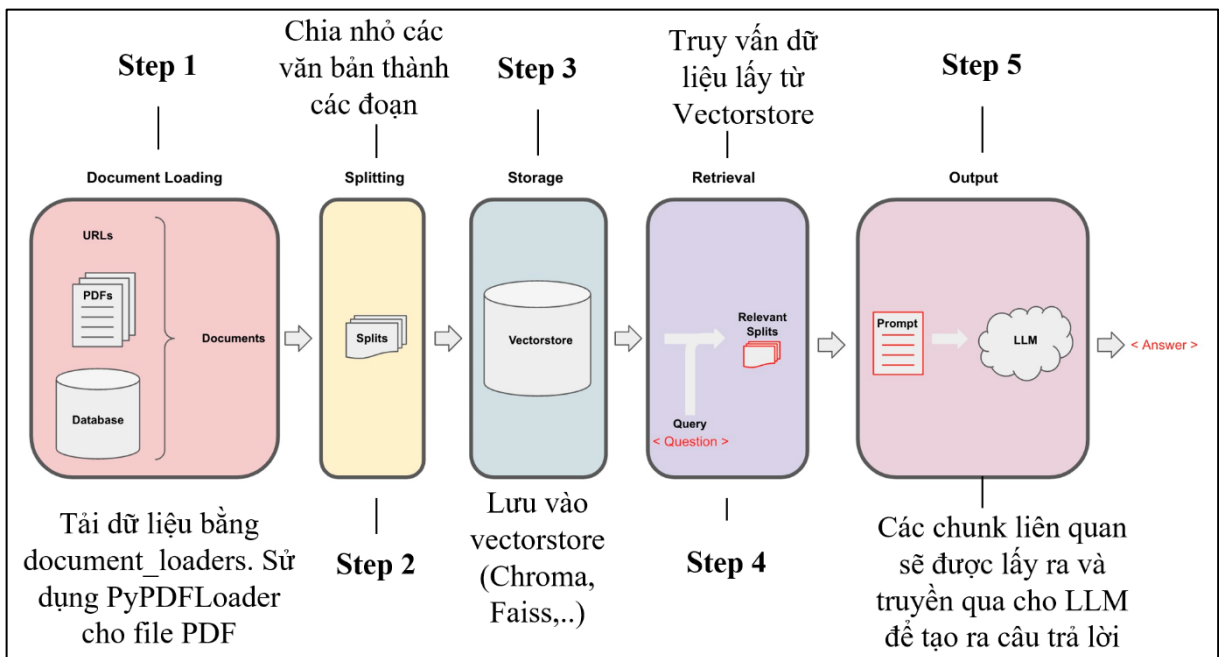 Step 1
Chia nhỏ các
văn bản thành
các đoạn
Step 3
Truy vấn dữ
liệu lấy từ
Vectorstore
Step 5
Document Loading
Splitting
Storage
Retrieval
Output
URLs
PDFs
Documents
Database
Splits
Vectorstore
Relevant
Splits
Query
< Question >
Prompt
LLM
< Answer >
Tải dữ liệu bằng
document_loaders. Sử
dụng PyPDFLoader
cho file PDF
Step 2
Lưu vào
vectorstore
(Chroma,
Faiss,..)
Step 4
Các chunk liên quan
sẽ được lấy ra và
truyền qua cho LLM
để tạo ra câu trả lời